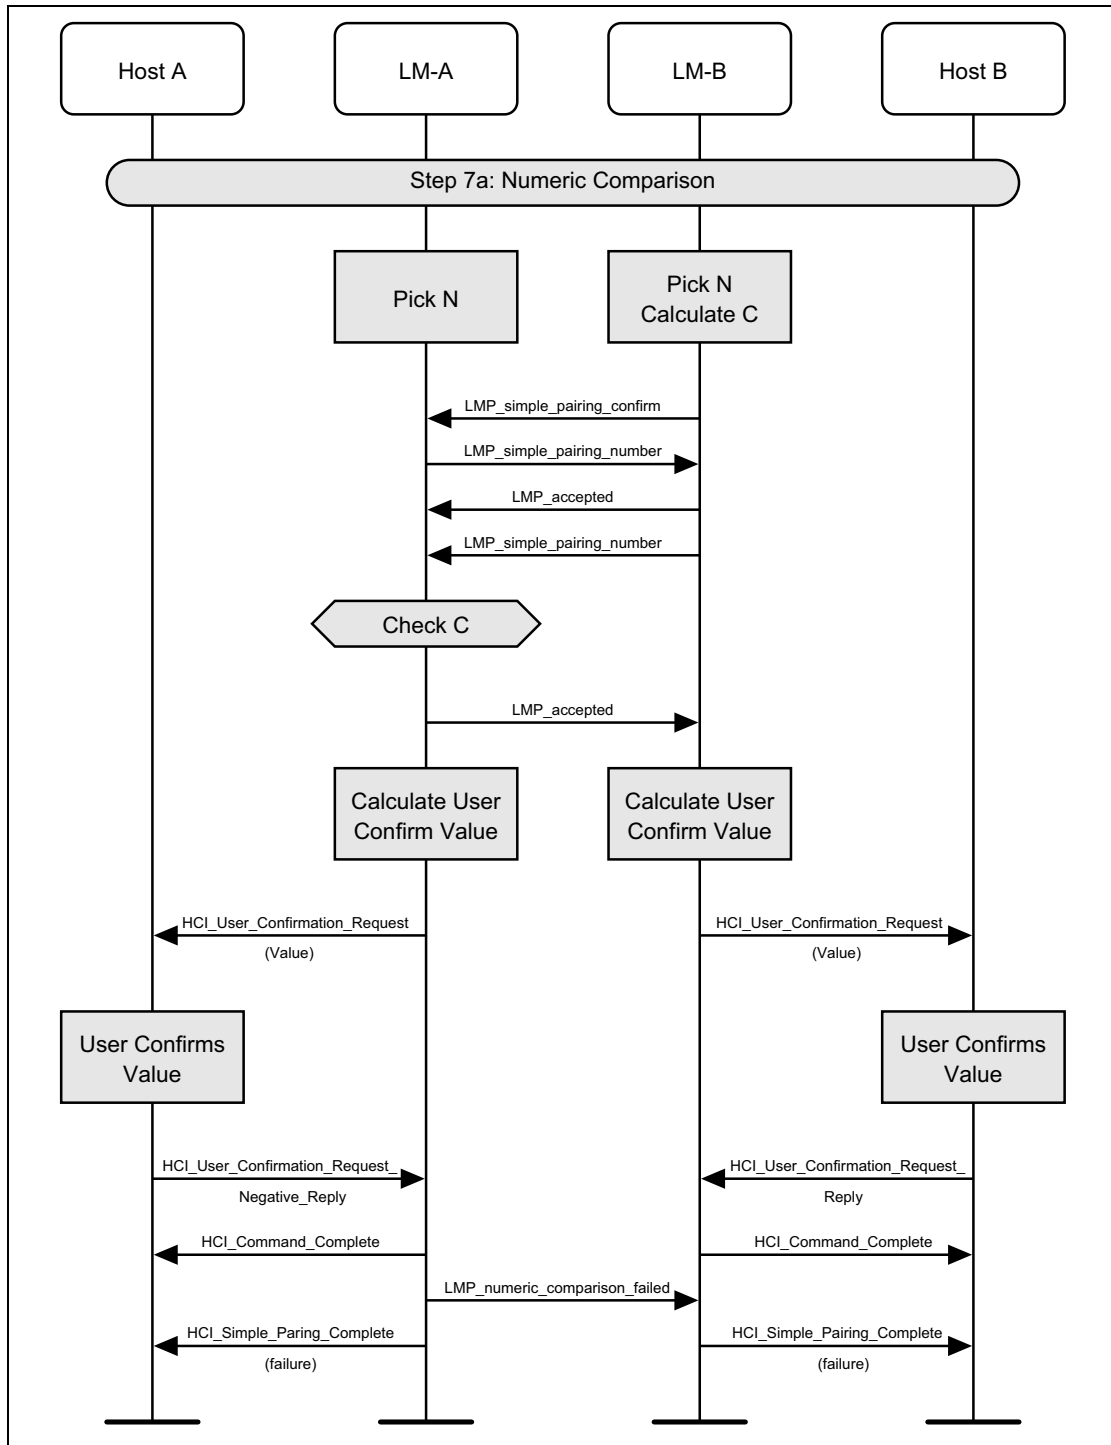 Host A
LM-A
LM-B
Host B
Step 7a: Numeric Comparison
Pick N
Pick N
Calculate C
LMP_simple_pairing_confirm
LMP_simple_pairing_number
LMP_accepted
LMP_simple_pairing_number
Check C
LMP_accepted
Calculate User
Confirm Value
Calculate User
Confirm Value
HCI_User_Confirmation_Request
(Value)
HCI_User_Confirmation_Request
(Value)
User Confirms
Value
User Confirms
Value
HCI_User_Confirmation_Request_
Negative_Reply
HCI_User_Confirmation_Request_
Reply
HCI_Command_Complete
HCI_Command_Complete
LMP_numeric_comparison_failed
HCI_Simple_Paring_Complete
(failure)
HCI_Simple_Pairing_Complete
(failure)